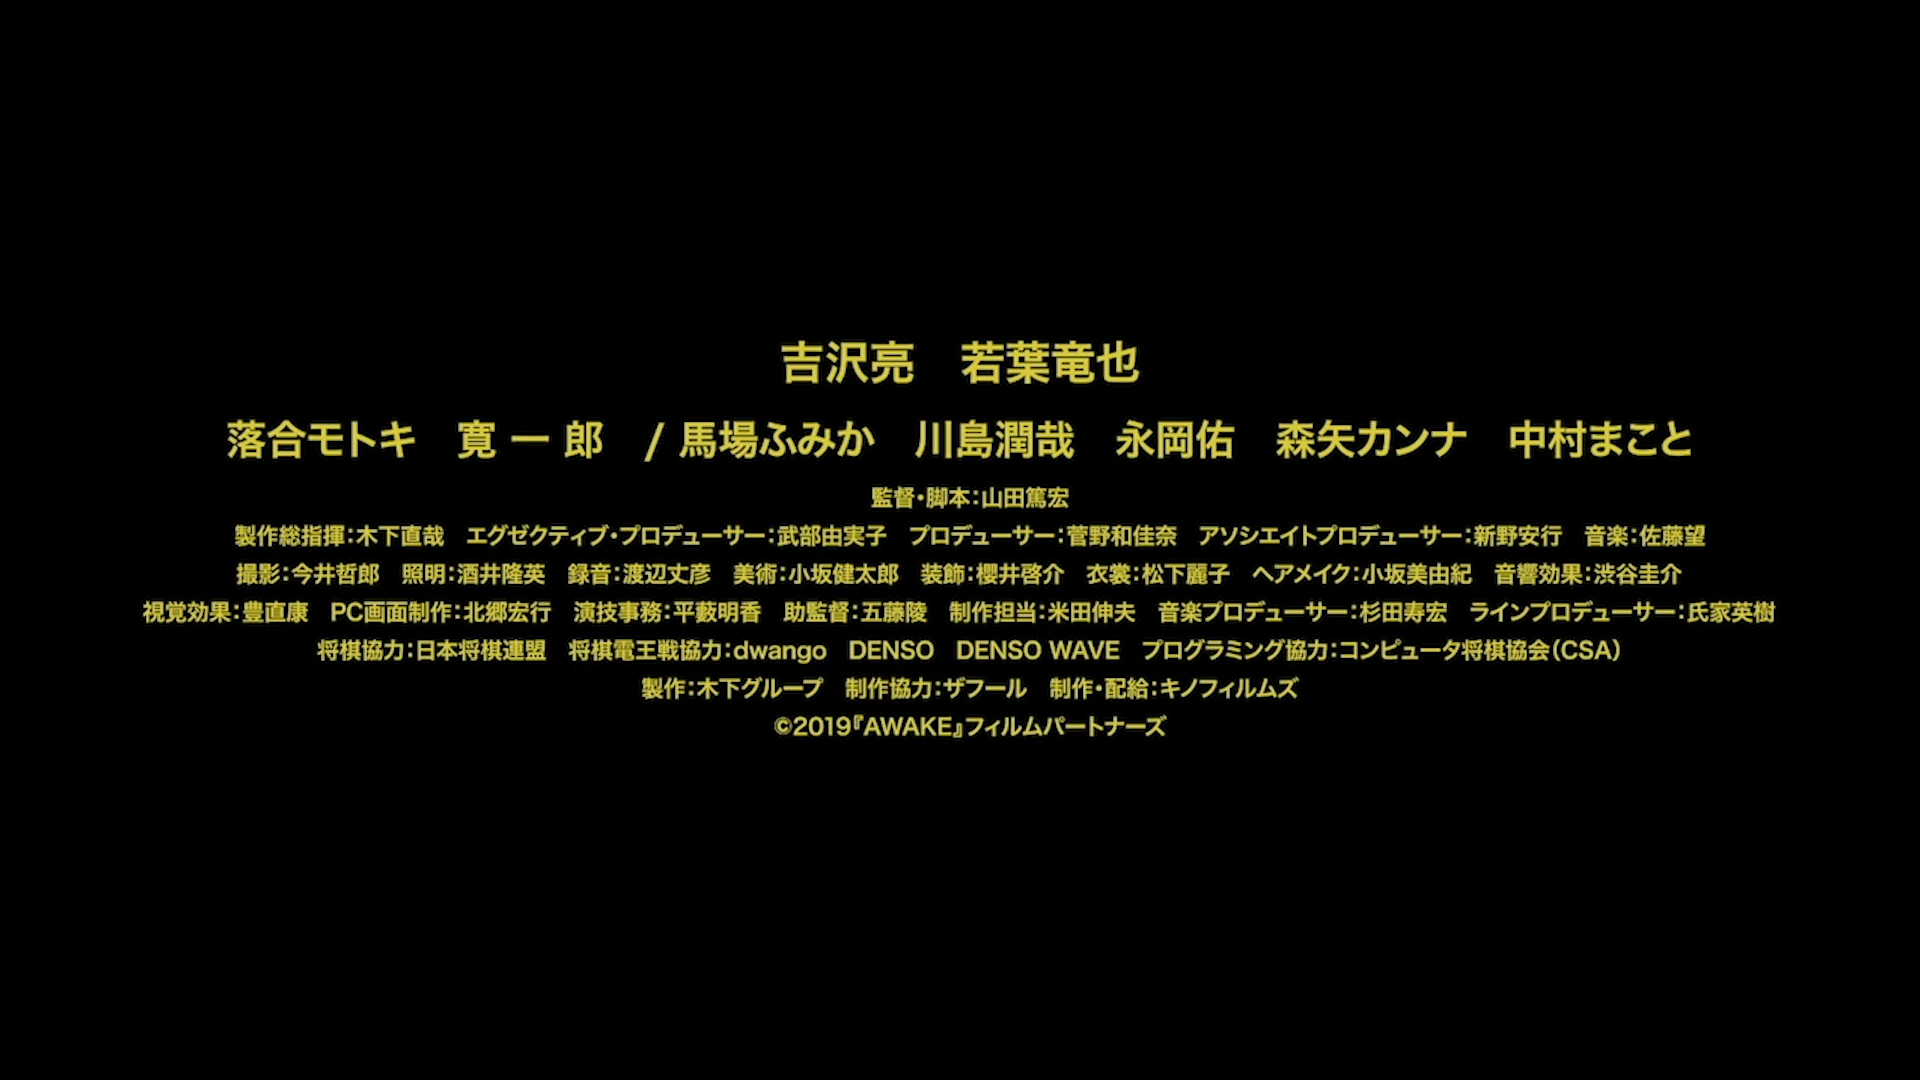 吉沢亮　若葉竜也
落合モトキ　寛 一 郎　/ 馬場ふみか　川島潤哉　永岡佑　森矢カンナ　中村まこと
監督・脚本：山田篤宏
製作総指揮：木下直哉　エグゼクティブ・プロデューサー：武部由実子　プロデューサー：菅野和佳奈　アソシエイトプロデューサー：新野安行　音楽：佐藤望
撮影：今井哲郎　照明：酒井隆英　録音：渡辺丈彦　美術：小坂健太郎　装飾：櫻井啓介　衣裳：松下麗子　ヘアメイク：小坂美由紀　音響効果：渋谷圭介
視覚効果：豊直康　PC画面制作：北郷宏行　演技事務：平藪明香　助監督：五藤陵　制作担当：米田伸夫　音楽プロデューサー：杉田寿宏　ラインプロデューサー：氏家英樹
将棋協力：日本将棋連盟　将棋電王戦協力：dwango　DENSO　DENSO WAVE　プログラミング協力：コンピュータ将棋協会（CSA）
製作：木下グループ　制作協力：ザフール　制作・配給：キノフィルムズ
©2019『AWAKE』フィルムパートナーズ